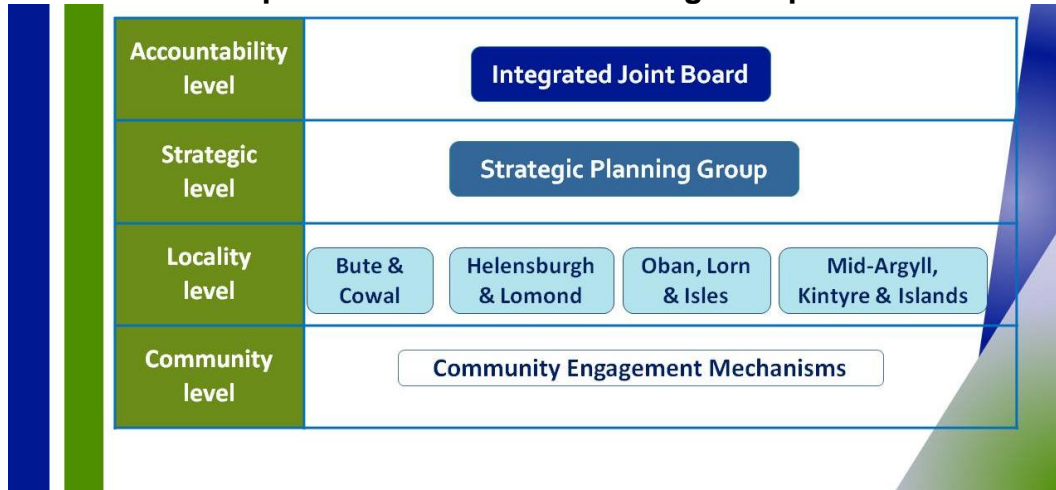 Accountability
level
Integrated Joint Board
Strategic
level
Strategic Planning Group
Locality
level
Bute &
Cowal
Helensburgh
& Lomond
Oban, Lorn
& Isles
Mid-Argyll,
Kintyre & Islands
Community
level
Community Engagement Mechanisms